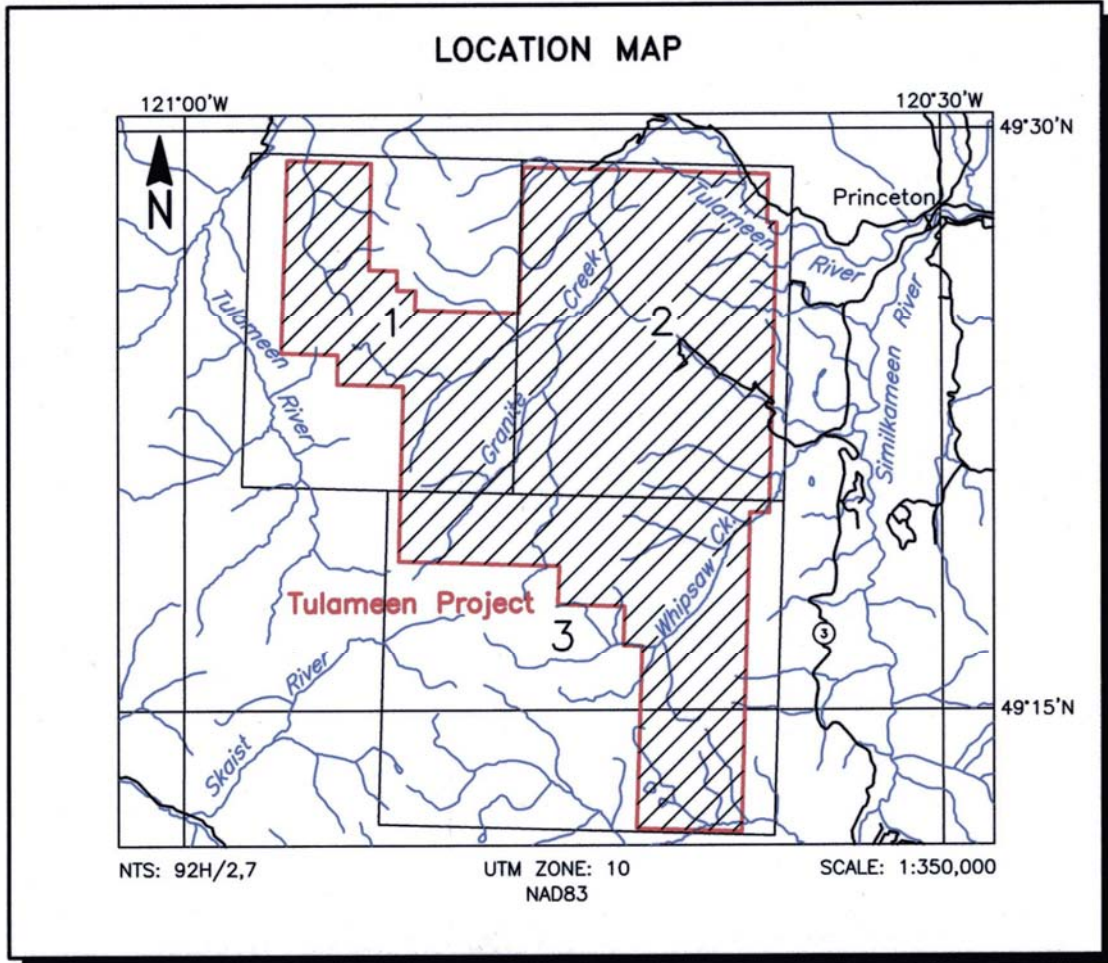 LOCATION MAP
121°00'W
120°30'W
49°30'N
N
Princeton
Tulameen
River
Creek
1
2
Tulameen
River
Similkameen River
Granite
Whipsaw Ck.
Tulameen Project
3
3
River
Skaist
49°15'N
NTS: 92H/2,7
UTM ZONE: 10
SCALE: 1:350,000
NAD83